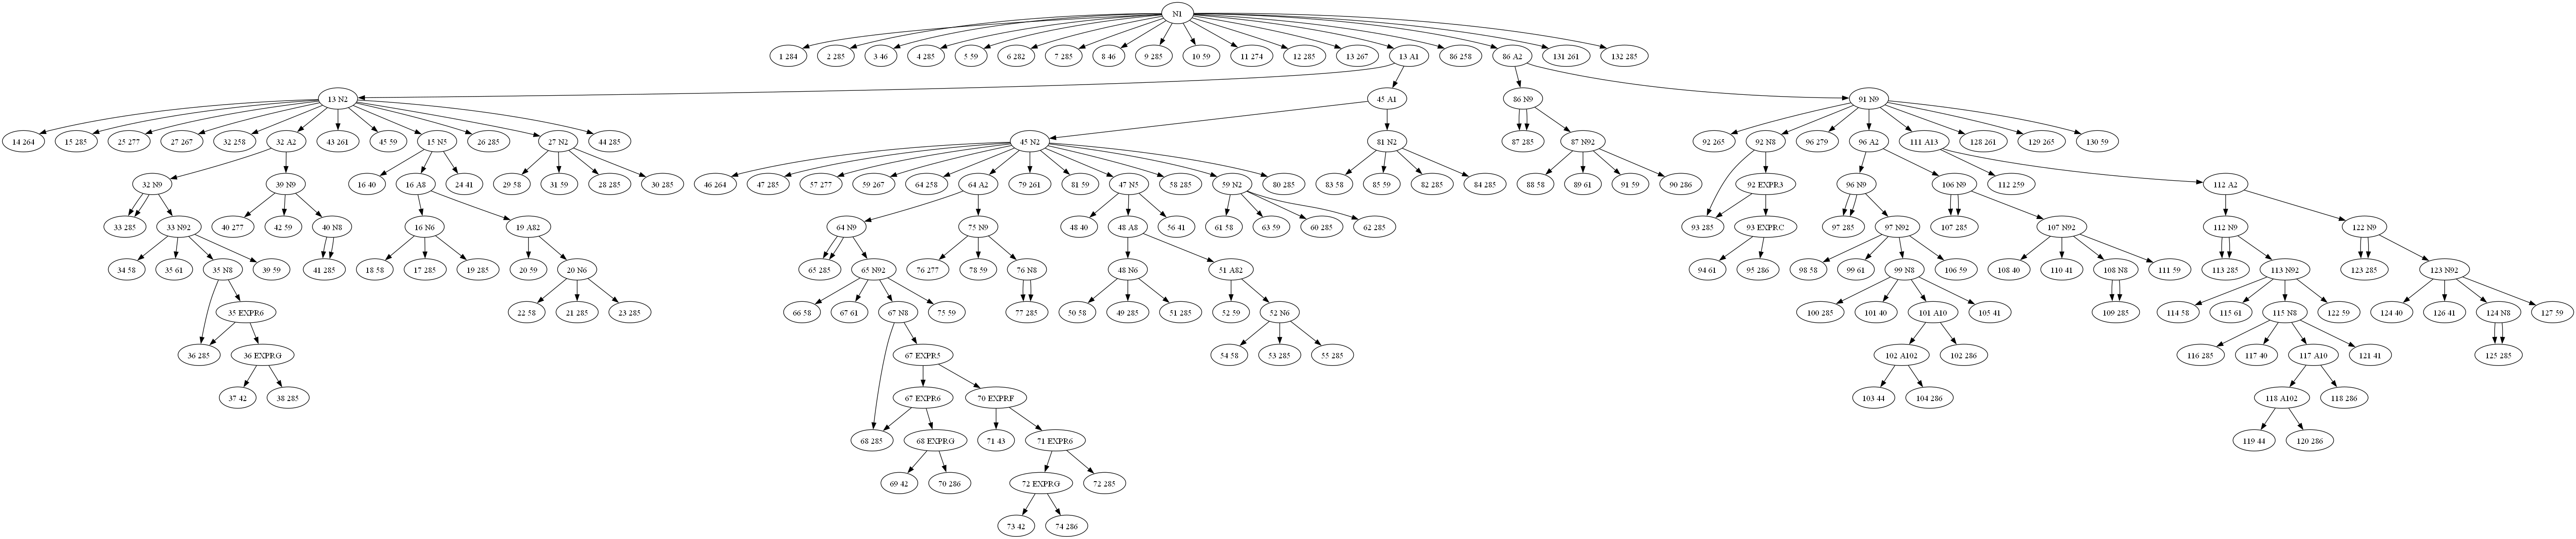 N1
1 284 2 285 3 46 4 285 5 59 6 282 7 285 8 46 9 285 10 59 11 274 12 285 13 267 13 A1 86 258 86 A2 131 261 132 285
13 N2 45 A1 86 N9 91 N9
14 264 15 285 25 277 27 267 32 258 32 A2 43 261 45 59 15 N5 26 285 27 N2 44 285 45 N2 81 N2 87 285 87 N92 92 265 92 N8 96 279 96 A2 111 A13 128 261 129 265 130 59
32 N9 39 N9 16 40 16 A8 24 41 29 58 31 59 28 285 30 285 46 264 47 285 57 277 59 267 64 258 64 A2 79 261 81 59 47 N5 58 285 59 N2 80 285 83 58 85 59 82 285 84 285 88 58 89 61 91 59 90 286 92 EXPR3 96 N9 106 N9 112 259 112 A2
33 285 33 N92 40 277 42 59 40 N8 16 N6 19 A82 64 N9 75 N9 48 40 48 A8 56 41 61 58 63 59 60 285 62 285 93 285 93 EXPRC 97 285 97 N92 107 285 107 N92 112 N9 122 N9
34 58 35 61 35 N8 39 59 41 285 18 58 17 285 19 285 20 59 20 N6 65 285 65 N92 76 277 78 59 76 N8 48 N6 51 A82 94 61 95 286 98 58 99 61 99 N8 106 59 108 40 110 41 108 N8 111 59 113 285 113 N92 123 285 123 N92
35 EXPR6 22 58 21 285 23 285 66 58 67 61 67 N8 75 59 77 285 50 58 49 285 51 285 52 59 52 N6 100 285 101 40 101 A10 105 41 109 285 114 58 115 61 115 N8 122 59 124 40 126 41 124 N8 127 59
36 285 36 EXPRG 67 EXPR5 54 58 53 285 55 285 102 A102 102 286 116 285 117 40 117 A10 121 41 125 285
37 42 38 285 67 EXPR6 70 EXPRF 103 44 104 286 118 A102 118 286
68 285 68 EXPRG 71 43 71 EXPR6 119 44 120 286
69 42 70 286 72 EXPRG 72 285
73 42 74 286